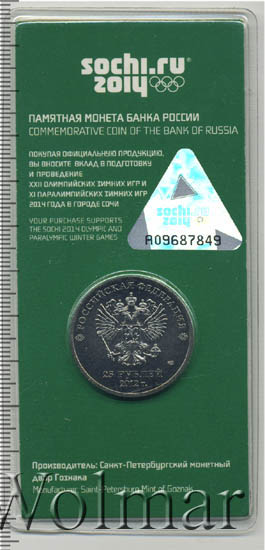 sochi.ru
2014
ПАМЯТНАЯ МОНЕТА БАНКА РОССИИ
COMMEMORATIVE COIN OF THE BANK OF RUSSIA
ПОКУПАЯ ОФИЦИАЛЬНУЮ ПРОДУКЦИЮ,
ВЫ ВНОСИТЕ ВКЛАД В ПОДГОТОВКУ
И ПРОВЕДЕНИЕ
XXII ОЛИМПИЙСКИХ ЗИМНИХ ИГР И
XI ПАРАЛИМПИЙСКИХ ЗИМНИХ ИГР
2014 ГОДА В ГОРОДЕ СОЧИ
YOUR PURCHASE SUPPORTS
THE SOCHI 2014 OLYMPIC AND
PARALYMPIC WINTER GAMES
sochi.ru
2014
A09687849
РОССИЙСКАЯ ФЕДЕРАЦИЯ
25 РУБЛЕЙ
2012 г.
Производитель: Санкт-Петербургский монетный
двор Гознака
Manufacturer: Saint-Petersburg Mint of Goznak
Wolmar